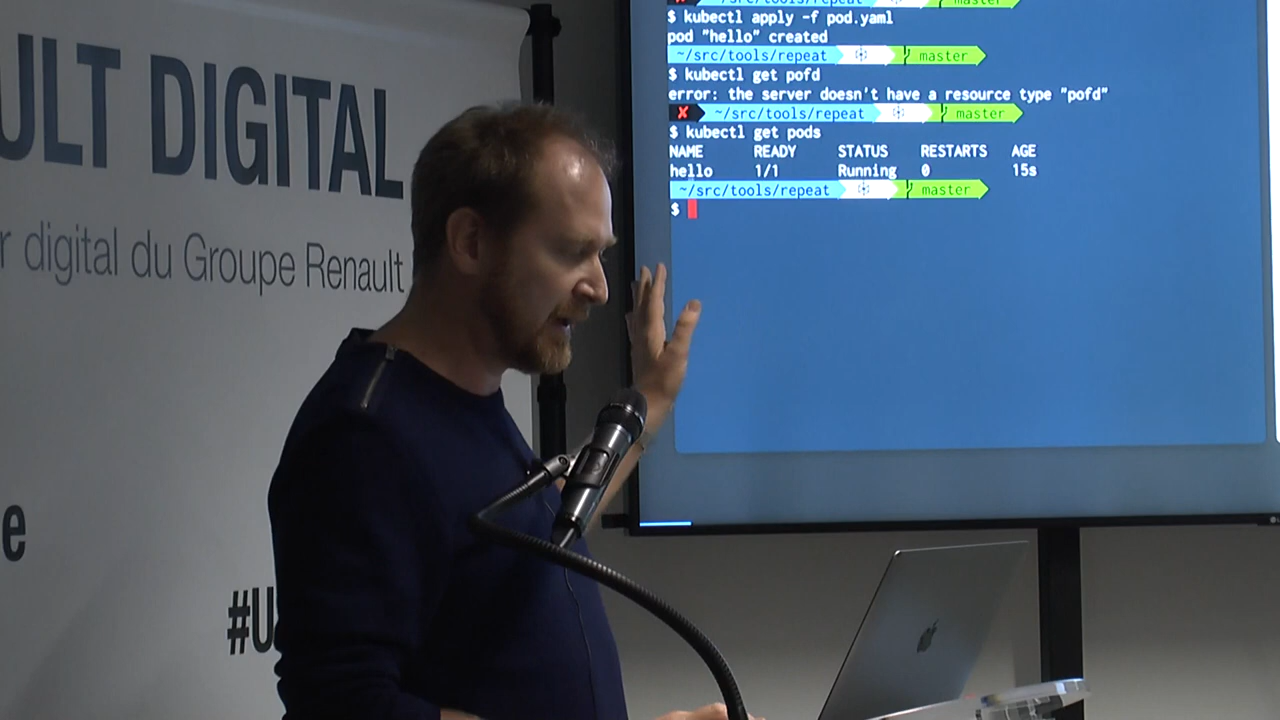 ULT DIGITAL
r digital du Groupe Renault
e
#U
master
$ kubectl apply -f pod.yaml
pod "hello" created
~/src/tools/repeat master
$ kubectl get pofd
error: the server doesn't have a resource type "pofd"
✗ ~/src/tools/repeat master
$ kubectl get pods
NAME READY STATUS RESTARTS AGE
hello 1/1 Running 0 15s
~/src/tools/repeat master
$